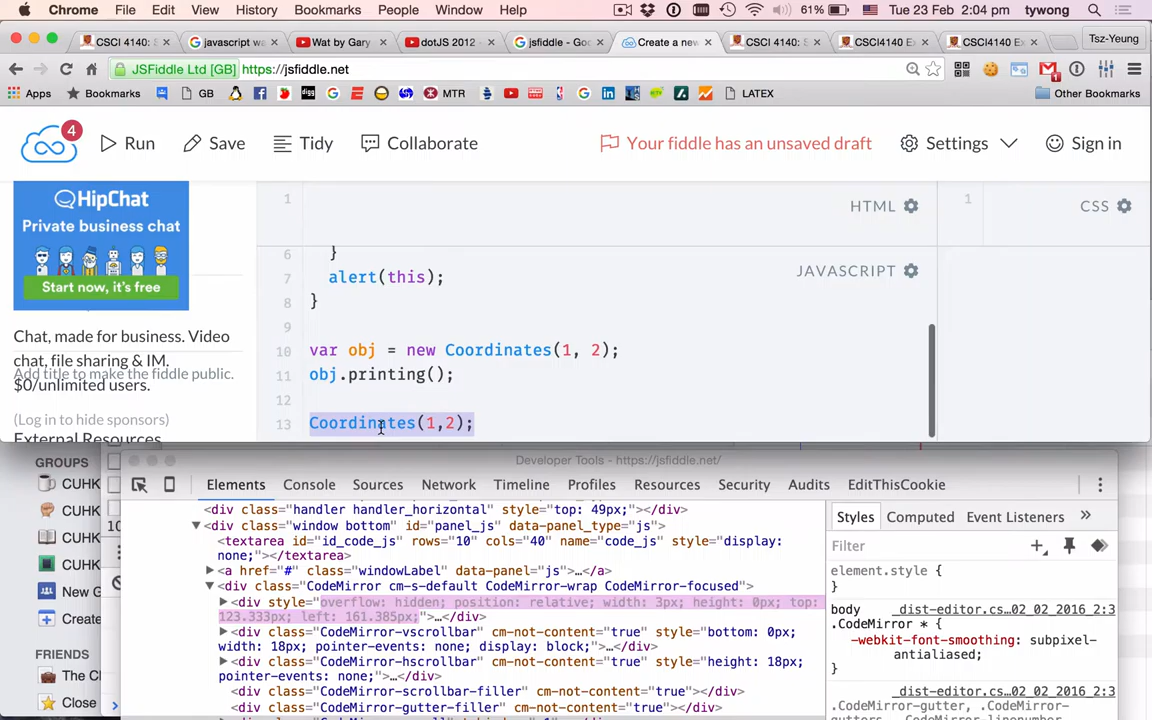 Chrome File Edit View History Bookmarks People Window Help 61% Tue 23 Feb 2:04 pm tywong
CSCI 4140: S javascript wa Wat by Gary dotJS 2012 - jsfiddle - Goo Create a new CSCI 4140: S CSCI4140 Ex CSCI4140 Ex Tsz-Yeung
JSFiddle Ltd [GB] https://jsfiddle.net 1
Apps Bookmarks GB digg MTR LATEX Other Bookmarks
4 Run Save Tidy Collaborate Your fiddle has an unsaved draft Settings Sign in
HipChat
Private business chat
Start now, it's free
Chat, made for business. Video
chat, file sharing & IM.
Add title to make the fiddle public.
$0/unlimited users.
(Log in to hide sponsors)
External Resources
1 HTML 1 CSS
JAVASCRIPT
6 }
7 alert(this);
8 }
9
10 var obj = new Coordinates(1, 2);
11 obj.printing();
12
13 Coordinates(1,2);
GROUPS
CUHK
CUHK
CUHK
CUHK
New G
Create
FRIENDS
The C
Close
10
Developer Tools - https://jsfiddle.net/
Elements Console Sources Network Timeline Profiles Resources Security Audits EditThisCookie
<div class="handler handler_horizontal" style="top: 49px;"></div>
▼<div class="window bottom" id="panel_js" data-panel_type="js">
<textarea id="id_code_js" rows="10" cols="40" name="code_js" style="display:
none;"></textarea>
▶<a href="#" class="windowLabel" data-panel="js">…</a>
▼<div class="CodeMirror cm-s-default CodeMirror-wrap CodeMirror-focused">
▶<div style="overflow: hidden; position: relative; width: 3px; height: 0px; top:
123.333px; left: 161.385px;">…</div>
▶<div class="CodeMirror-vscrollbar" cm-not-content="true" style="bottom: 0px;
width: 18px; pointer-events: none; display: block;">…</div>
▶<div class="CodeMirror-hscrollbar" cm-not-content="true" style="height: 18px;
pointer-events: none;">…</div>
<div class="CodeMirror-scrollbar-filler" cm-not-content="true"></div>
<div class="CodeMirror-gutter-filler" cm-not-content="true"></div>
Styles Computed Event Listeners »
Filter
element.style {
}
body _dist-editor.cs…02_02_2016_2:3
.CodeMirror * {
-webkit-font-smoothing: subpixel-
antialiased;
}
_dist-editor.cs…02_02_2016_2:3
.CodeMirror-gutter, .CodeMirror-